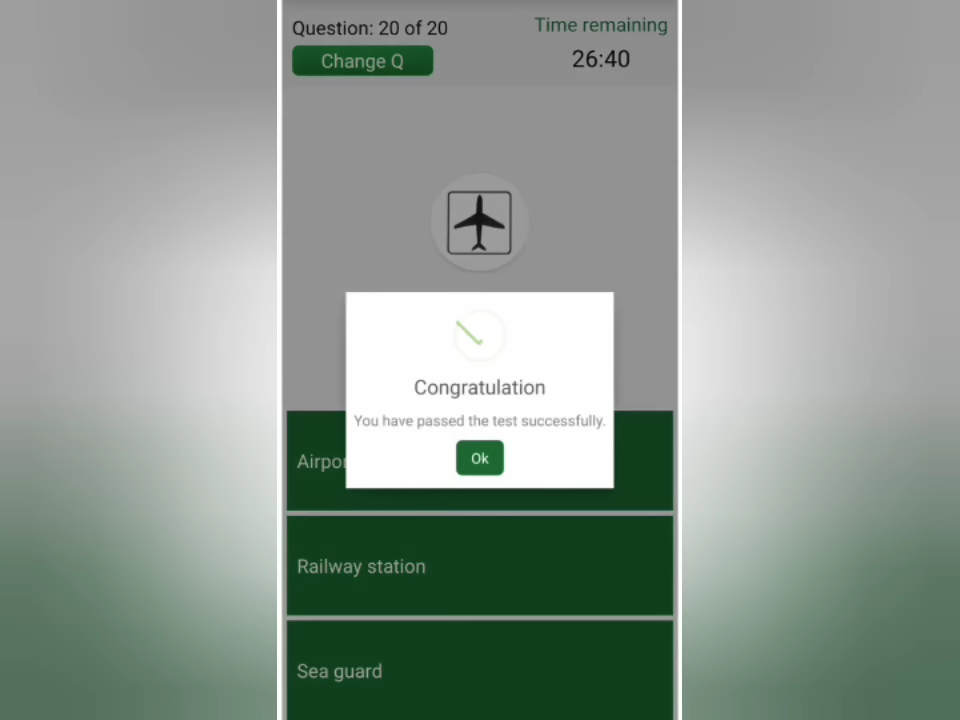 Question: 20 of 20
Time remaining
Change Q
26:40
Congratulation
You have passed the test successfully.
Ok
Railway station
Sea guard